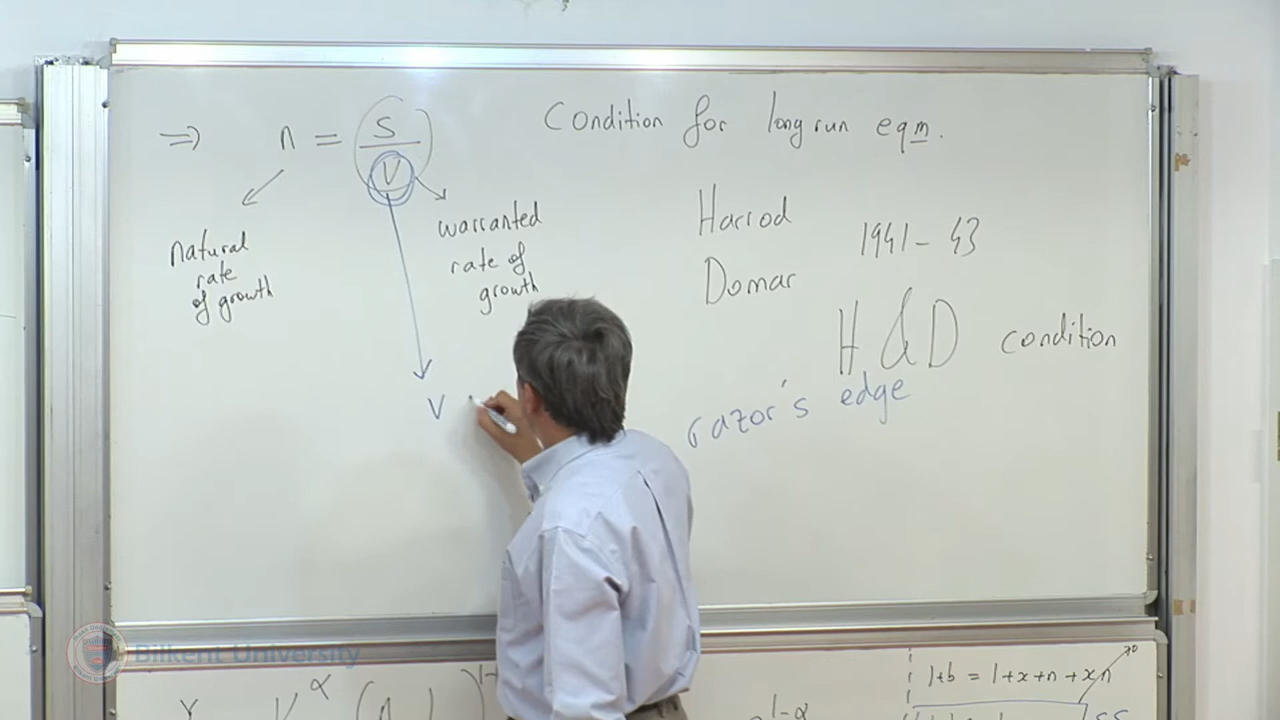 ⇒ n = s/v Condition for long run eqm.
natural
rate
of growth
warranted
rate of
growth
Harrod
Domar
1941-43
H & D condition
razor's edge
v
Bilkent University
1+b = 1+x+n+xn